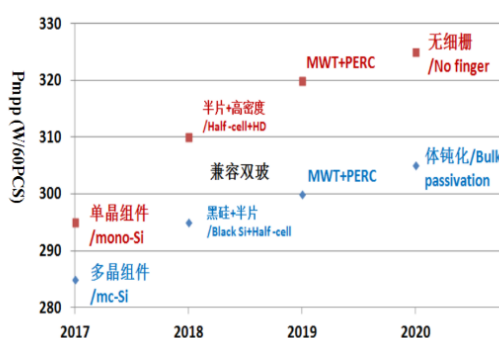 Pmpp (W/60PCS)
330
320
310
300
290
280
2017
2018
2019
2020
单晶组件
/mono-Si
多晶组件
/mc-Si
半片+高密度
/Half -cell+HD
兼容双玻
黑硅+半片
/Black Si+Half-cell
MWT+PERC
MWT+PERC
无细栅
/No finger
体钝化/Bulk
passivation